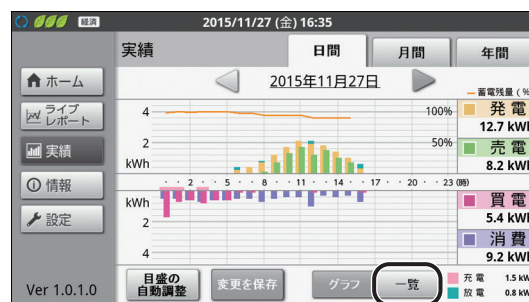 経済 2015/11/27 (金) 16:35
実績 日間 月間 年間
ホーム
ライブ
レポート
実績
情報
設定
Ver 1.0.1.0
2015年11月27日
蓄電残量 (%
4 100%
2 50%
kWh
2 5 8 11 14 17 20 23 (時)
kWh
2
4
発電
12.7 kWh
売電
8.2 kWh
買電
5.4 kWh
消費
9.2 kWh
充電 1.5 kW
放電 0.8 kW
目盛の
自動調整
変更を保存 グラフ 一覧